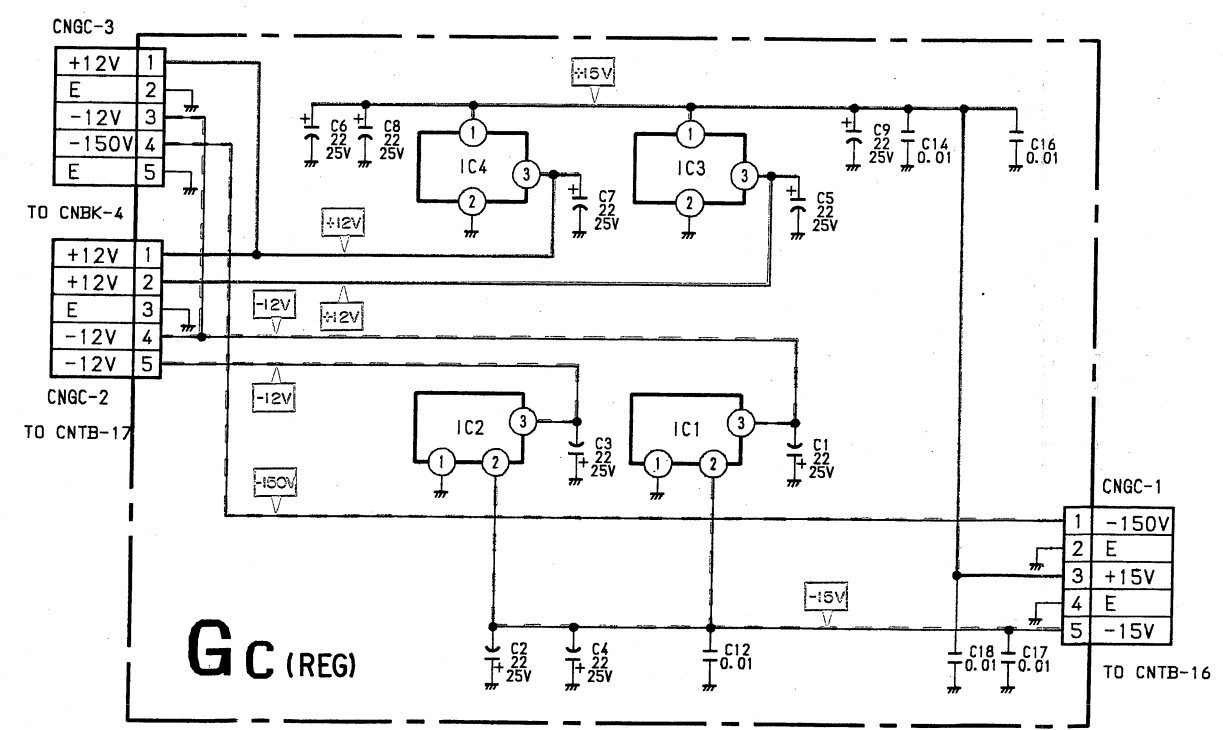 CNGC-3
+12V 1
E 2
-12V 3
-150V 4
E 5
TO CNBK-4
+12V 1
+12V 2
E 3
-12V 4
-12V 5
CNGC-2
TO CNTB-17
+15V
+ C6 22 25V
+ C8 22 25V
1
IC4
3
2
+ C7 22 25V
1
IC3
3
2
+ C5 22 25V
+ C9 22 25V
C14 0.01
C16 0.01
+12V
+12V
-12V
-12V
IC2
3
1
2
C3 22 + 25V
IC1
3
1
2
C1 22 + 25V
-150V
CNGC-1
1 -150V
2 E
3 +15V
4 E
5 -15V
TO CNTB-16
-15V
C2 22 + 25V
C4 22 + 25V
C12 0.01
C18 0.01
C17 0.01
GC (REG)